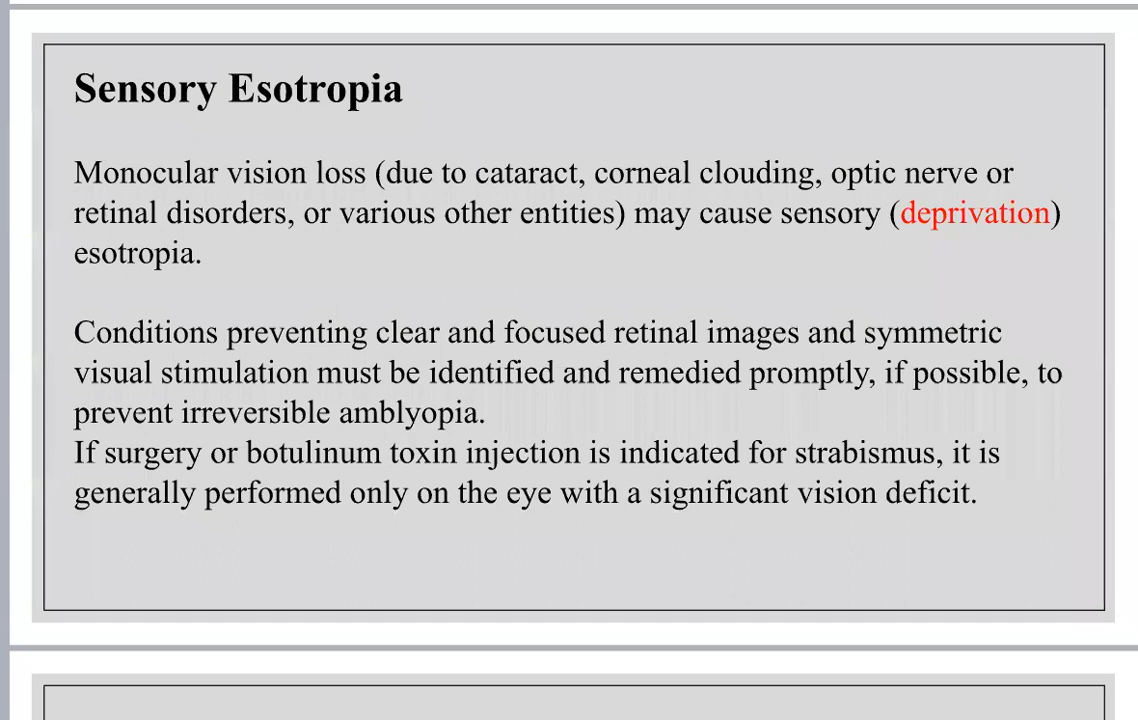 Sensory Esotropia
Monocular vision loss (due to cataract, corneal clouding, optic nerve or
retinal disorders, or various other entities) may cause sensory (deprivation)
esotropia.
Conditions preventing clear and focused retinal images and symmetric
visual stimulation must be identified and remedied promptly, if possible, to
prevent irreversible amblyopia.
If surgery or botulinum toxin injection is indicated for strabismus, it is
generally performed only on the eye with a significant vision deficit.